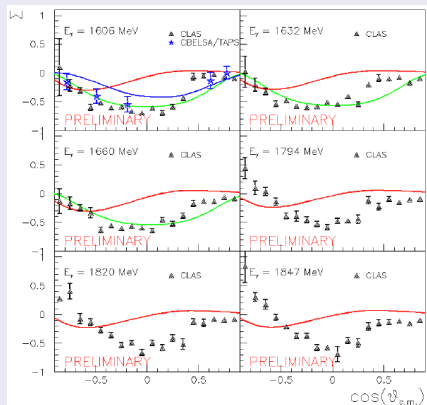 Σ
0.5 E_γ = 1606 MeV CLAS E_γ = 1632 MeV CLAS
CBELSA/TAPS
0
−0.5
PRELIMINARY PRELIMINARY
−1
E_γ = 1660 MeV CLAS E_γ = 1794 MeV CLAS
0.5
0
−0.5
PRELIMINARY PRELIMINARY
−1
E_γ = 1820 MeV CLAS E_γ = 1847 MeV CLAS
0.5
0
−0.5
PRELIMINARY PRELIMINARY
−1
−0.5 0 0.5 −0.5 0 0.5
cos(ϑc.m.)